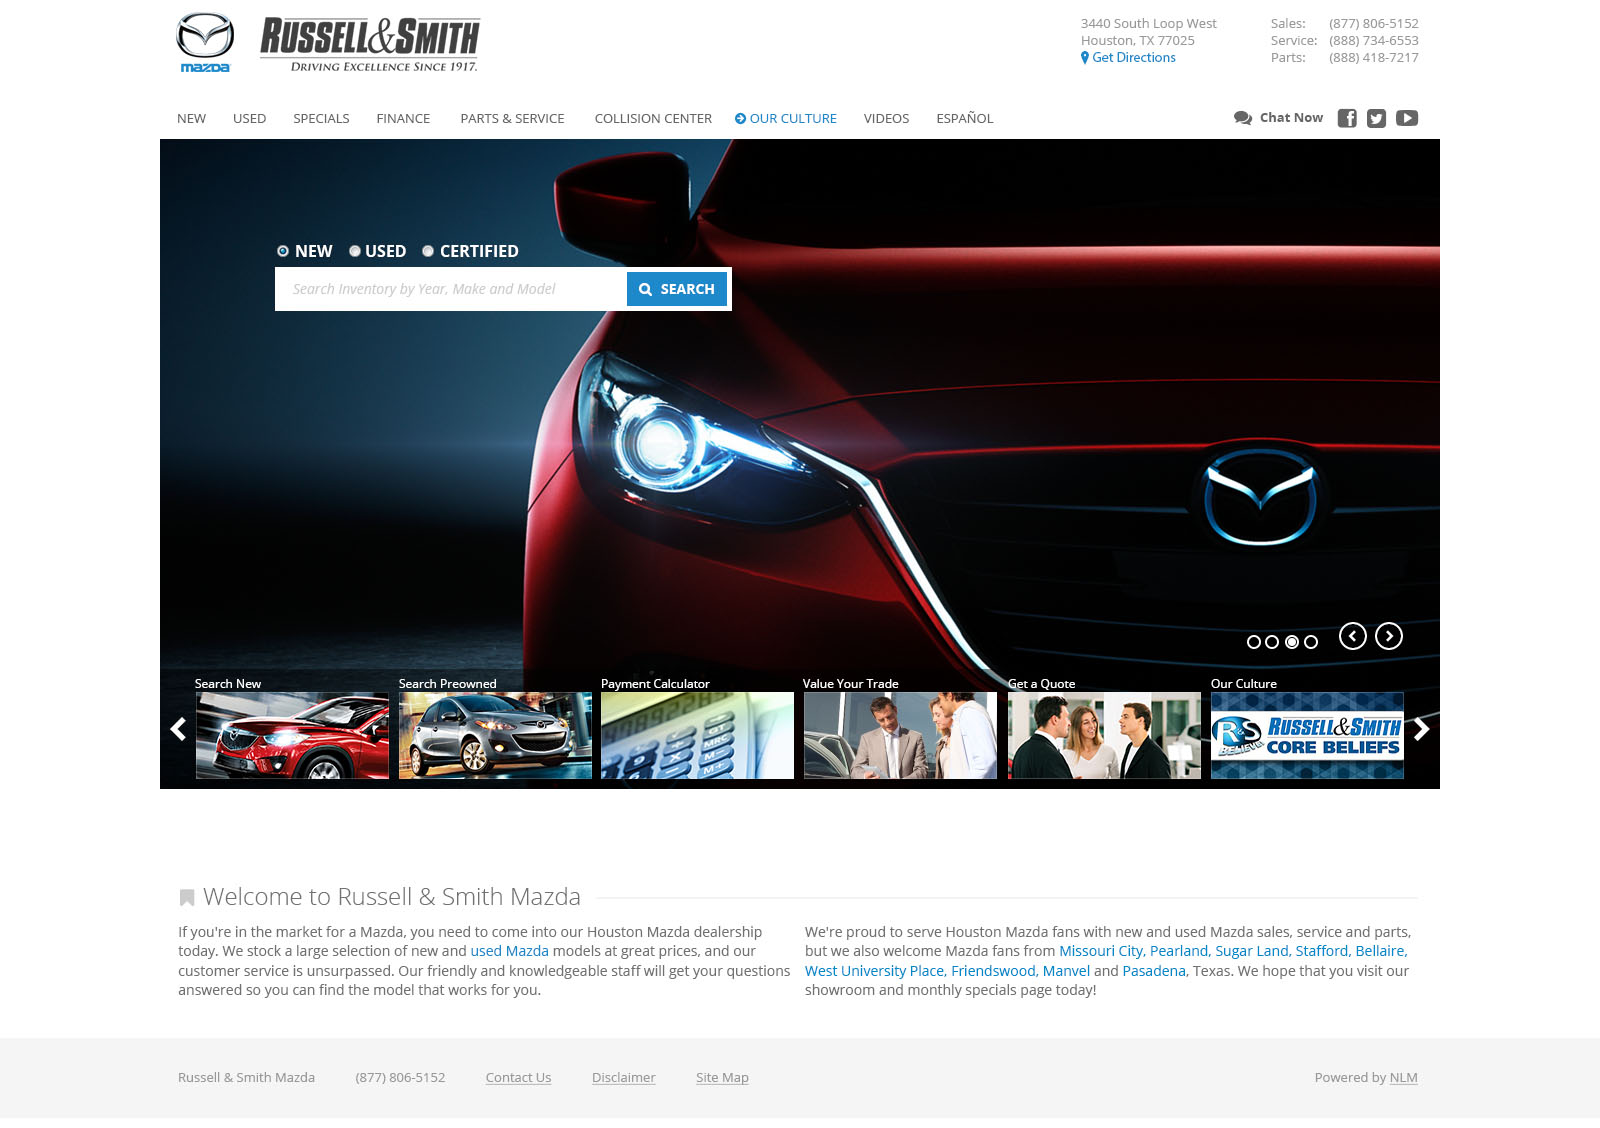 mazda
RUSSELL&SMITH
DRIVING EXCELLENCE SINCE 1917.
3440 South Loop West
Houston, TX 77025
Get Directions
Sales: (877) 806-5152
Service: (888) 734-6553
Parts: (888) 418-7217
NEW USED SPECIALS FINANCE PARTS & SERVICE COLLISION CENTER OUR CULTURE VIDEOS ESPAÑOL Chat Now
NEW USED CERTIFIED
Search Inventory by Year, Make and Model SEARCH
Search New Search Preowned Payment Calculator Value Your Trade Get a Quote Our Culture
GT
MRC
M-
M+
R&S
BELIEVE
RUSSELL&SMITH
CORE BELIEFS
Welcome to Russell & Smith Mazda
If you're in the market for a Mazda, you need to come into our Houston Mazda dealership
today. We stock a large selection of new and used Mazda models at great prices, and our
customer service is unsurpassed. Our friendly and knowledgeable staff will get your questions
answered so you can find the model that works for you.
We're proud to serve Houston Mazda fans with new and used Mazda sales, service and parts,
but we also welcome Mazda fans from Missouri City, Pearland, Sugar Land, Stafford, Bellaire,
West University Place, Friendswood, Manvel and Pasadena, Texas. We hope that you visit our
showroom and monthly specials page today!
Russell & Smith Mazda (877) 806-5152 Contact Us Disclaimer Site Map Powered by NLM